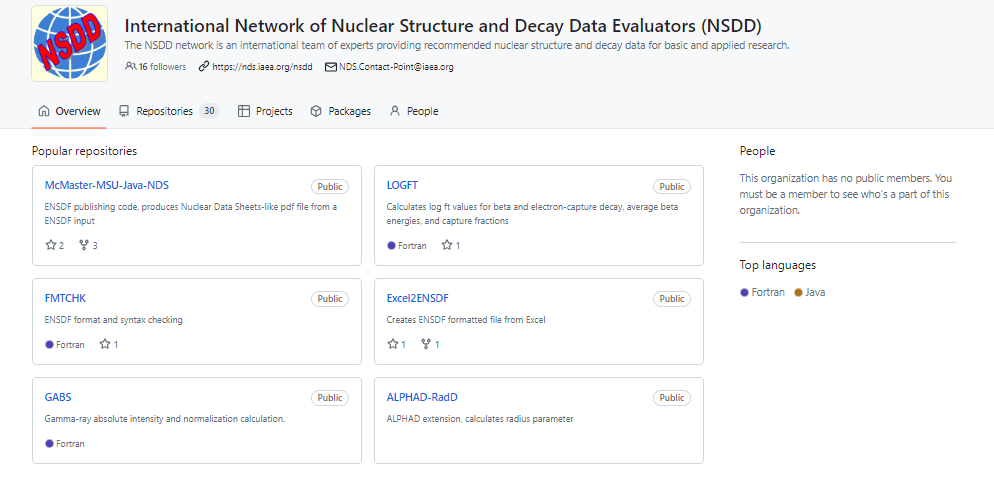 NSDD
International Network of Nuclear Structure and Decay Data Evaluators (NSDD)
The NSDD network is an international team of experts providing recommended nuclear structure and decay data for basic and applied research.
16 followers https://nds.iaea.org/nsdd NDS.Contact-Point@iaea.org
Overview Repositories 30 Projects Packages People
Popular repositories
McMaster-MSU-Java-NDS Public
ENSDF publishing code, produces Nuclear Data Sheets-like pdf file from a
ENSDF input
2 3
LOGFT Public
Calculates log ft values for beta and electron-capture decay, average beta
energies, and capture fractions
Fortran 1
FMTCHK Public
ENSDF format and syntax checking
Fortran 1
Excel2ENSDF Public
Creates ENSDF formatted file from Excel
1 1
GABS Public
Gamma-ray absolute intensity and normalization calculation.
Fortran
ALPHAD-RadD Public
ALPHAD extension, calculates radius parameter
People
This organization has no public members. You
must be a member to see who's a part of this
organization.
Top languages
Fortran Java